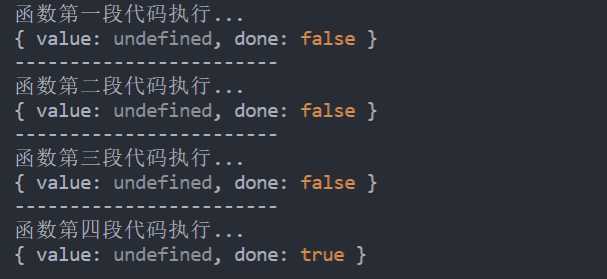 函数第一段代码执行...
{ value: undefined, done: false }
------------------------
函数第二段代码执行...
{ value: undefined, done: false }
------------------------
函数第三段代码执行...
{ value: undefined, done: false }
------------------------
函数第四段代码执行...
{ value: undefined, done: true }